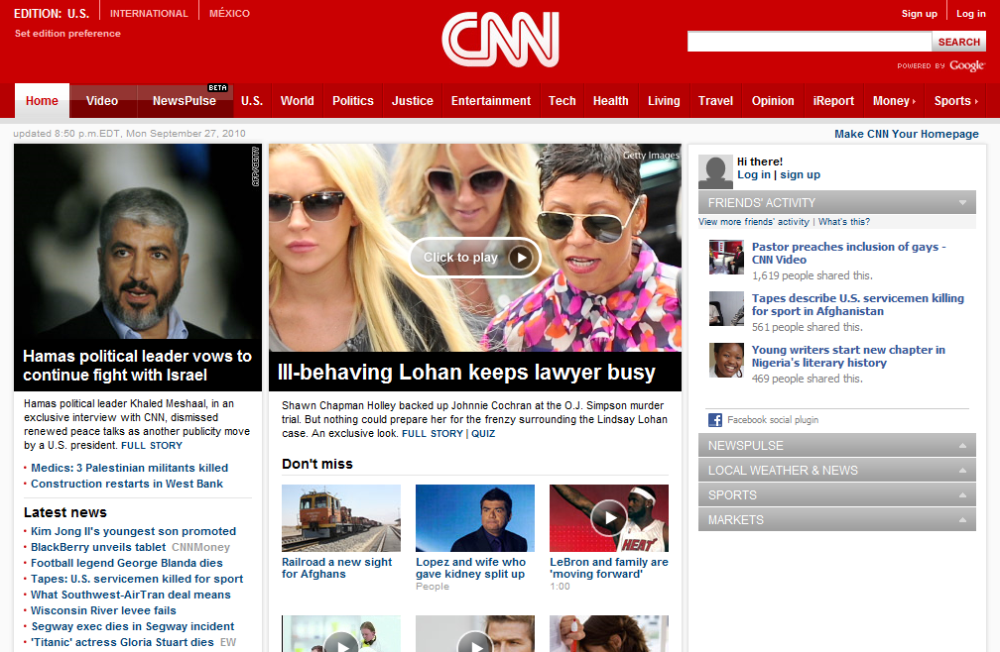 EDITION: U.S.
INTERNATIONAL
MÉXICO
Set edition preference
CNN
Sign up
Log in
SEARCH
POWERED BY Google
Home
Video
NewsPulse
BETA
U.S.
World
Politics
Justice
Entertainment
Tech
Health
Living
Travel
Opinion
iReport
Money
Sports
updated 8:50 p.m.EDT, Mon September 27, 2010
Make CNN Your Homepage
AFP/GETTY
Hamas political leader vows to
continue fight with Israel
Hamas political leader Khaled Meshaal, in an
exclusive interview with CNN, dismissed
renewed peace talks as another publicity move
by a U.S. president. FULL STORY
• Medics: 3 Palestinian militants killed
• Construction restarts in West Bank
Latest news
• Kim Jong Il's youngest son promoted
• BlackBerry unveils tablet CNNMoney
• Football legend George Blanda dies
• Tapes: U.S. servicemen killed for sport
• What Southwest-AirTran deal means
• Wisconsin River levee fails
• Segway exec dies in Segway incident
• 'Titanic' actress Gloria Stuart dies EW
Getty Images
Click to play
Ill-behaving Lohan keeps lawyer busy
Shawn Chapman Holley backed up Johnnie Cochran at the O.J. Simpson murder
trial. But nothing could prepare her for the frenzy surrounding the Lindsay Lohan
case. An exclusive look. FULL STORY | QUIZ
Don't miss
Railroad a new sight
for Afghans
Lopez and wife who
gave kidney split up
People
HEAT
LeBron and family are
'moving forward'
1:00
Hi there!
Log in | sign up
FRIENDS' ACTIVITY
View more friends' activity | What's this?
Pastor preaches inclusion of gays -
CNN Video
1,619 people shared this.
Tapes describe U.S. servicemen killing
for sport in Afghanistan
561 people shared this.
Young writers start new chapter in
Nigeria's literary history
469 people shared this.
Facebook social plugin
NEWSPULSE
LOCAL WEATHER & NEWS
SPORTS
MARKETS